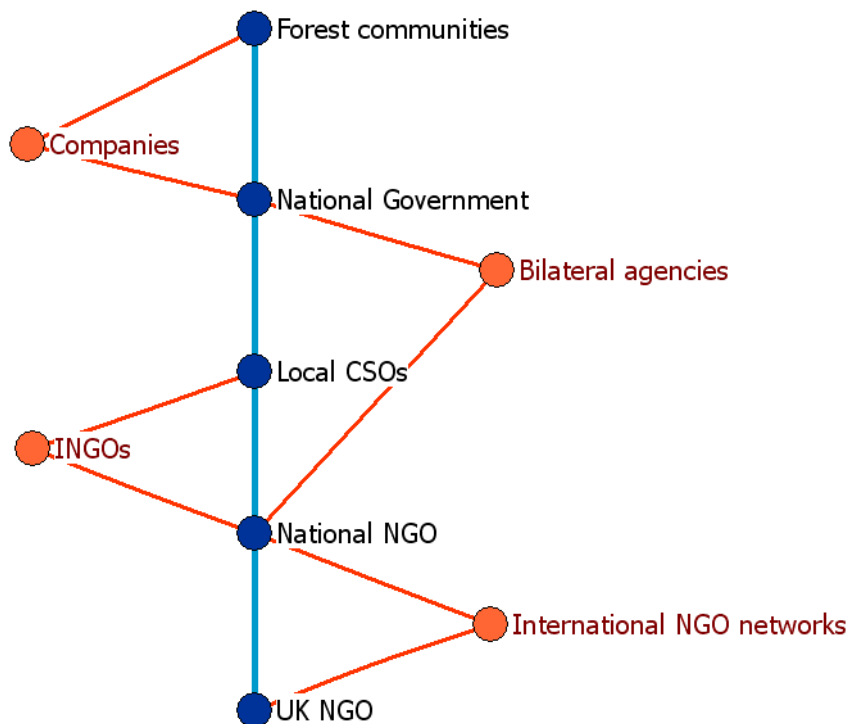 Forest communities
Companies
National Government
Bilateral agencies
Local CSOs
INGOs
National NGO
International NGO networks
UK NGO